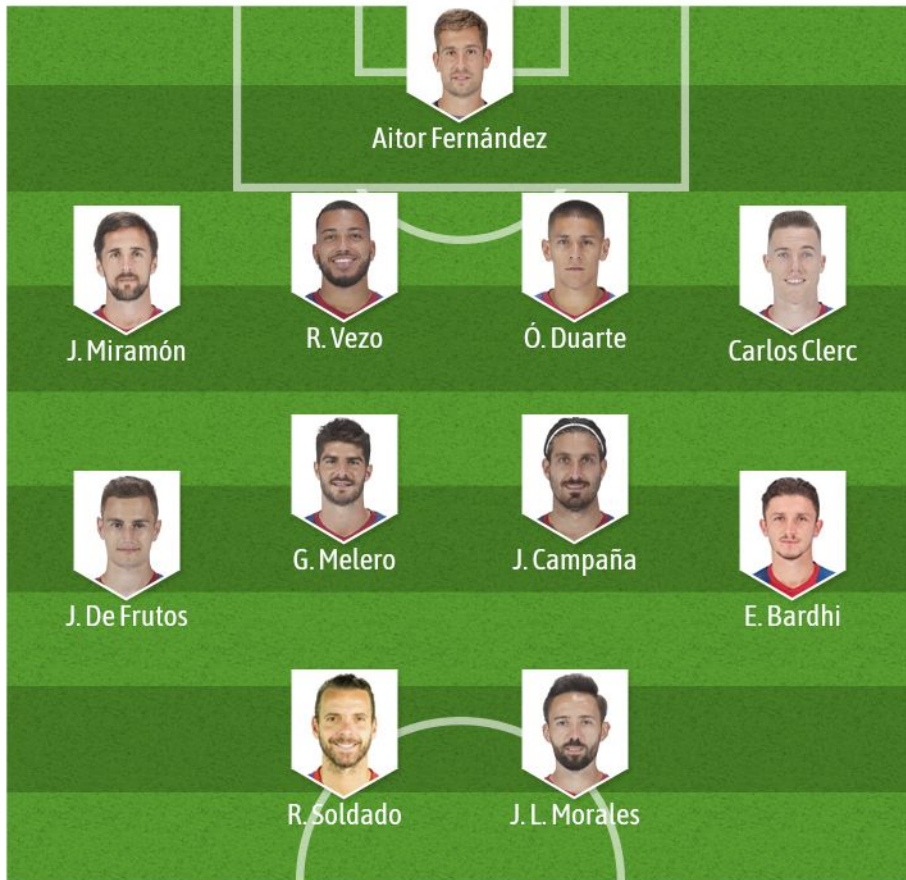 Aitor Fernández
J. Miramón
R. Vezo
Ó. Duarte
Carlos Clerc
G. Melero
J. Campaña
J. De Frutos
E. Bardhi
R. Soldado
J. L. Morales